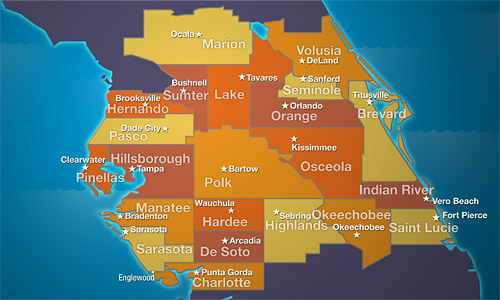 Ocala
Marion
Volusia
DeLand
Bushnell
Sumter
Tavares
Lake
Sanford
Seminole
Brooksville
Hernando
Orlando
Orange
Titusville
Brevard
Dade City
Pasco
Kissimmee
Osceola
Clearwater
Pinellas
Hillsborough
Tampa
Bartow
Polk
Indian River
Vero Beach
Manatee
Bradenton
Wauchula
Hardee
Sebring
Highlands
Okeechobee
Okeechobee
Fort Pierce
Saint Lucie
Sarasota
Sarasota
Arcadia
De Soto
Englewood
Punta Gorda
Charlotte